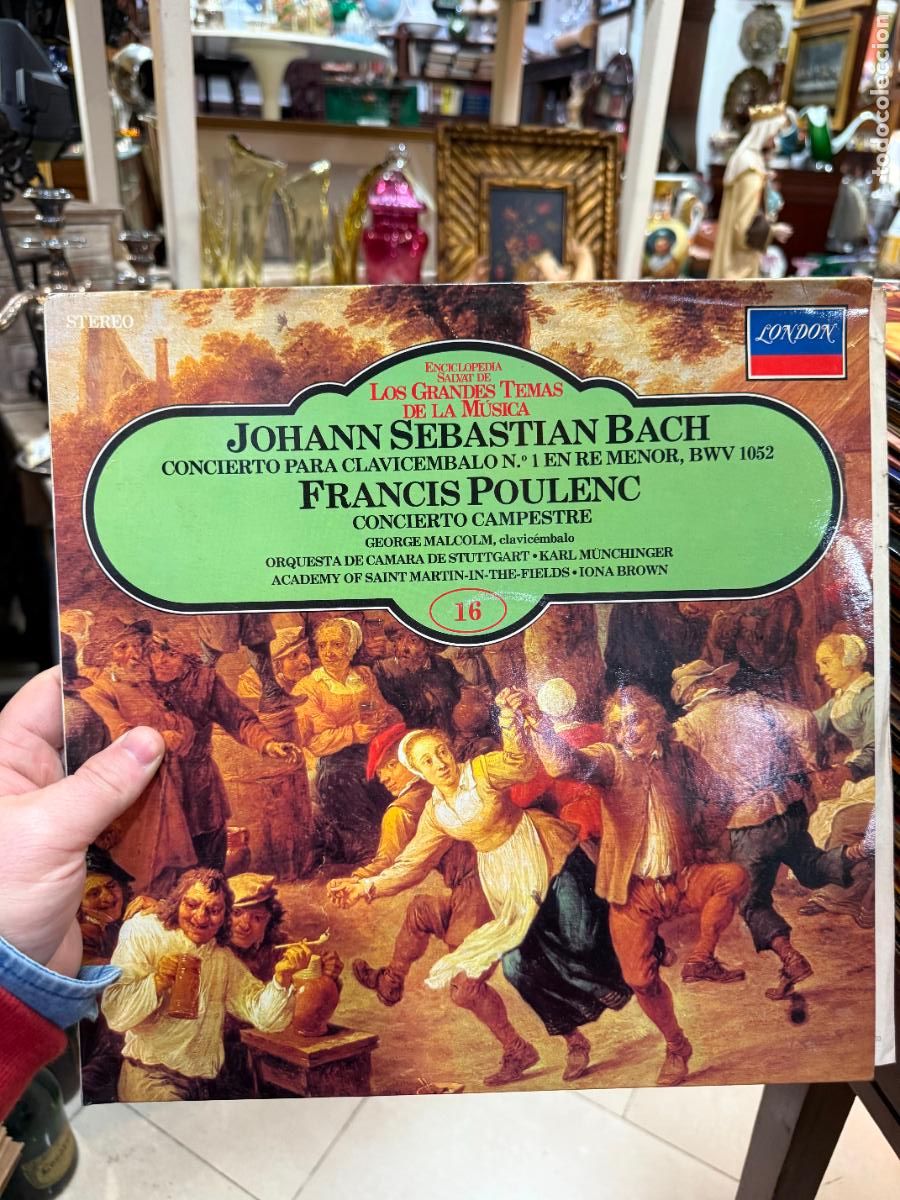 todocoleccion
STEREO
LONDON
ENCICLOPEDIA
SALVAT DE
LOS GRANDES TEMAS
DE LA MÚSICA
JOHANN SEBASTIAN BACH
CONCIERTO PARA CLAVICEMBALO N.º 1 EN RE MENOR, BWV 1052
FRANCIS POULENC
CONCIERTO CAMPESTRE
GEORGE MALCOLM, clavicémbalo
ORQUESTA DE CAMARA DE STUTTGART • KARL MÜNCHINGER
ACADEMY OF SAINT MARTIN-IN-THE-FIELDS • IONA BROWN
16